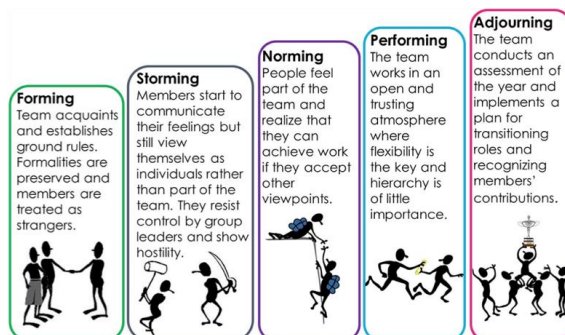 Forming
Team acquaints
and establishes
ground rules.
Formalities are
preserved and
members are
treated as
strangers.
Storming
Members start to
communicate
their feelings but
still view
themselves as
individuals rather
than part of the
team. They resist
control by group
leaders and show
hostility.
Norming
People feel
part of the
team and
realize that
they can
achieve work
if they accept
other
viewpoints.
Performing
The team
works in an
open and
trusting
atmosphere
where
flexibility is
the key and
hierarchy is
of little
importance.
Adjourning
The team
conducts an
assessment of
the year and
implements a
plan for
transitioning
roles and
recognizing
members'
contributions.